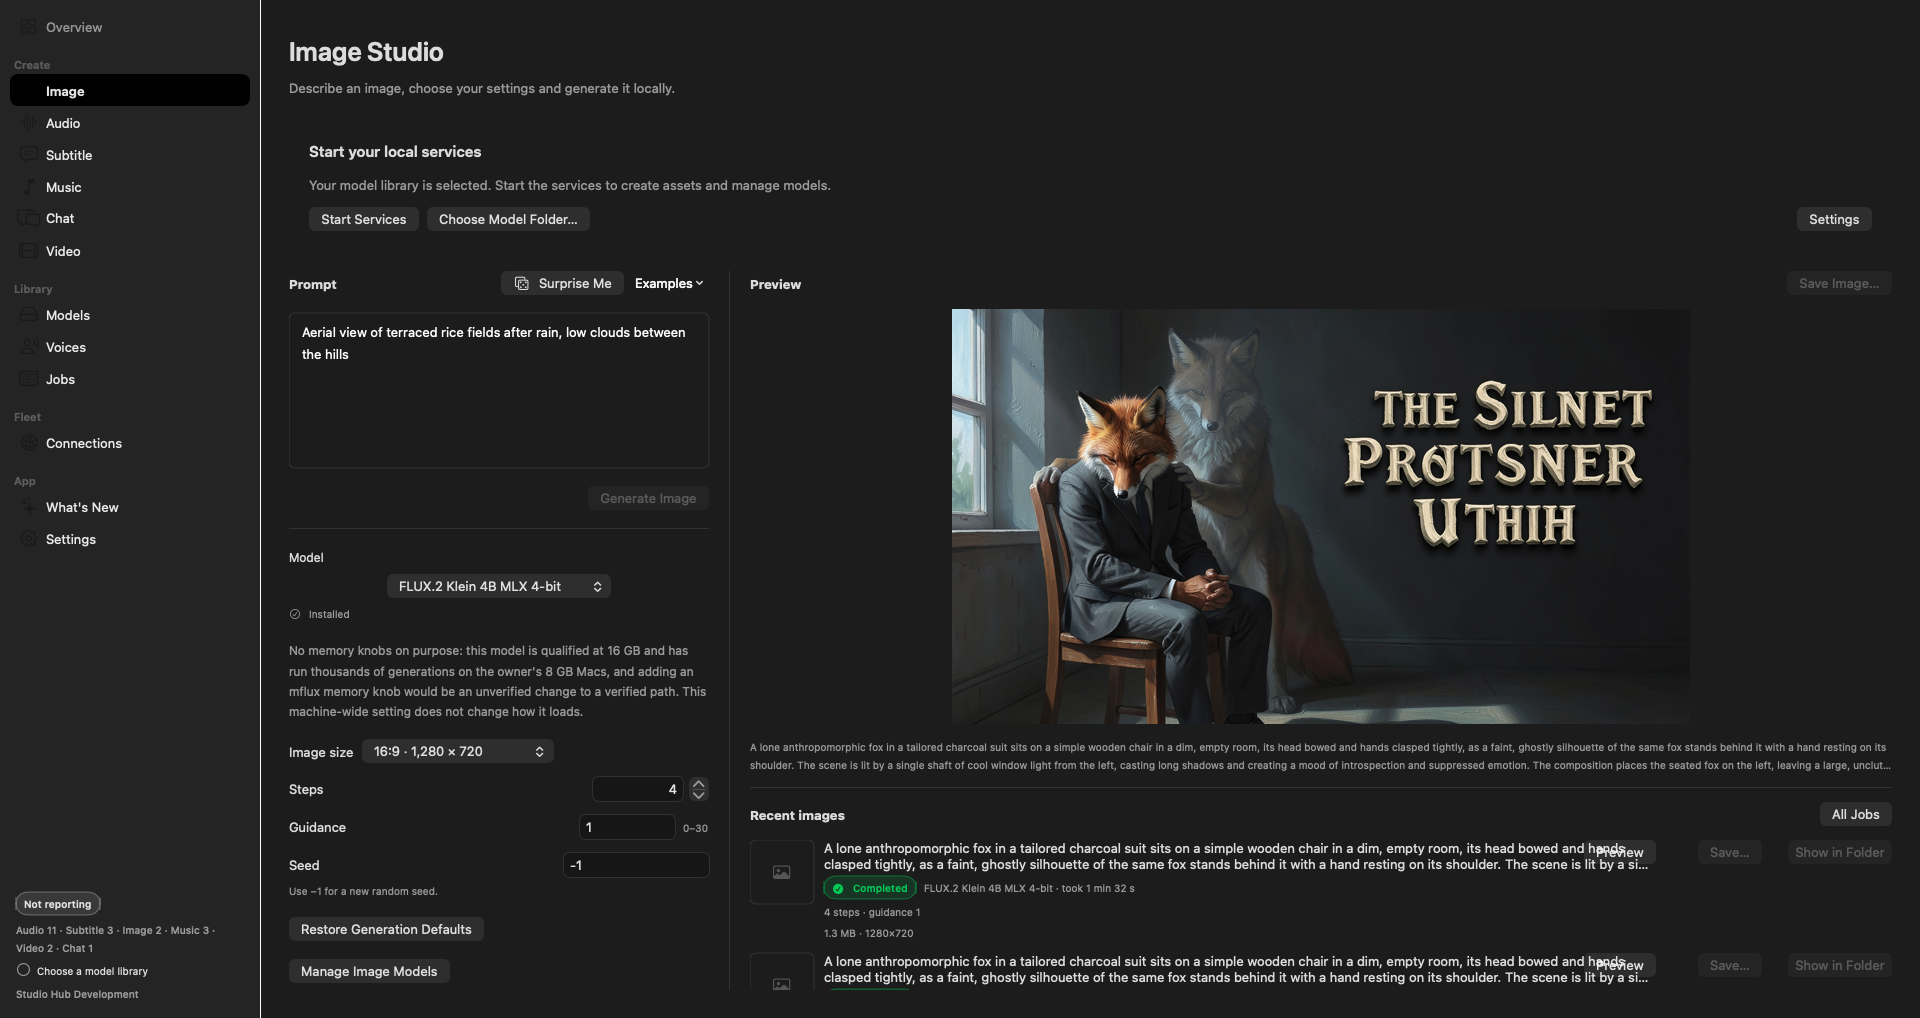 Overview
Create
Image
Audio
Subtitle
Music
Chat
Video
Library
Models
Voices
Jobs
Fleet
Connections
App
What's New
Settings
Not reporting
Audio 11 · Subtitle 3 · Image 2 · Music 3 ·
Video 2 · Chat 1
Choose a model library
Studio Hub Development
Image Studio
Describe an image, choose your settings and generate it locally.
Start your local services
Your model library is selected. Start the services to create assets and manage models.
Start Services
Choose Model Folder...
Settings
Prompt
Surprise Me
Examples
Aerial view of terraced rice fields after rain, low clouds between
the hills
Generate Image
Model
FLUX.2 Klein 4B MLX 4-bit
Installed
No memory knobs on purpose: this model is qualified at 16 GB and has
run thousands of generations on the owner's 8 GB Macs, and adding an
mflux memory knob would be an unverified change to a verified path. This
machine-wide setting does not change how it loads.
Image size 16:9 · 1,280 × 720
Steps 4
Guidance 1 0–30
Seed -1
Use −1 for a new random seed.
Restore Generation Defaults
Manage Image Models
Preview
Save Image...
THE SILNET
PROTSNER
UTHIH
A lone anthropomorphic fox in a tailored charcoal suit sits on a simple wooden chair in a dim, empty room, its head bowed and hands clasped tightly, as a faint, ghostly silhouette of the same fox stands behind it with a hand resting on its
shoulder. The scene is lit by a single shaft of cool window light from the left, casting long shadows and creating a mood of introspection and suppressed emotion. The composition places the seated fox on the left, leaving a large, unclut...
Recent images
All Jobs
A lone anthropomorphic fox in a tailored charcoal suit sits on a simple wooden chair in a dim, empty room, its head bowed and hands
clasped tightly, as a faint, ghostly silhouette of the same fox stands behind it with a hand resting on its shoulder. The scene is lit by a si...
Preview
Save...
Show in Folder
Completed
FLUX.2 Klein 4B MLX 4-bit · took 1 min 32 s
4 steps · guidance 1
1.3 MB · 1280×720
A lone anthropomorphic fox in a tailored charcoal suit sits on a simple wooden chair in a dim, empty room, its head bowed and hands
clasped tightly, as a faint, ghostly silhouette of the same fox stands behind it with a hand resting on its shoulder. The scene is lit by a si...
Preview
Save...
Show in Folder